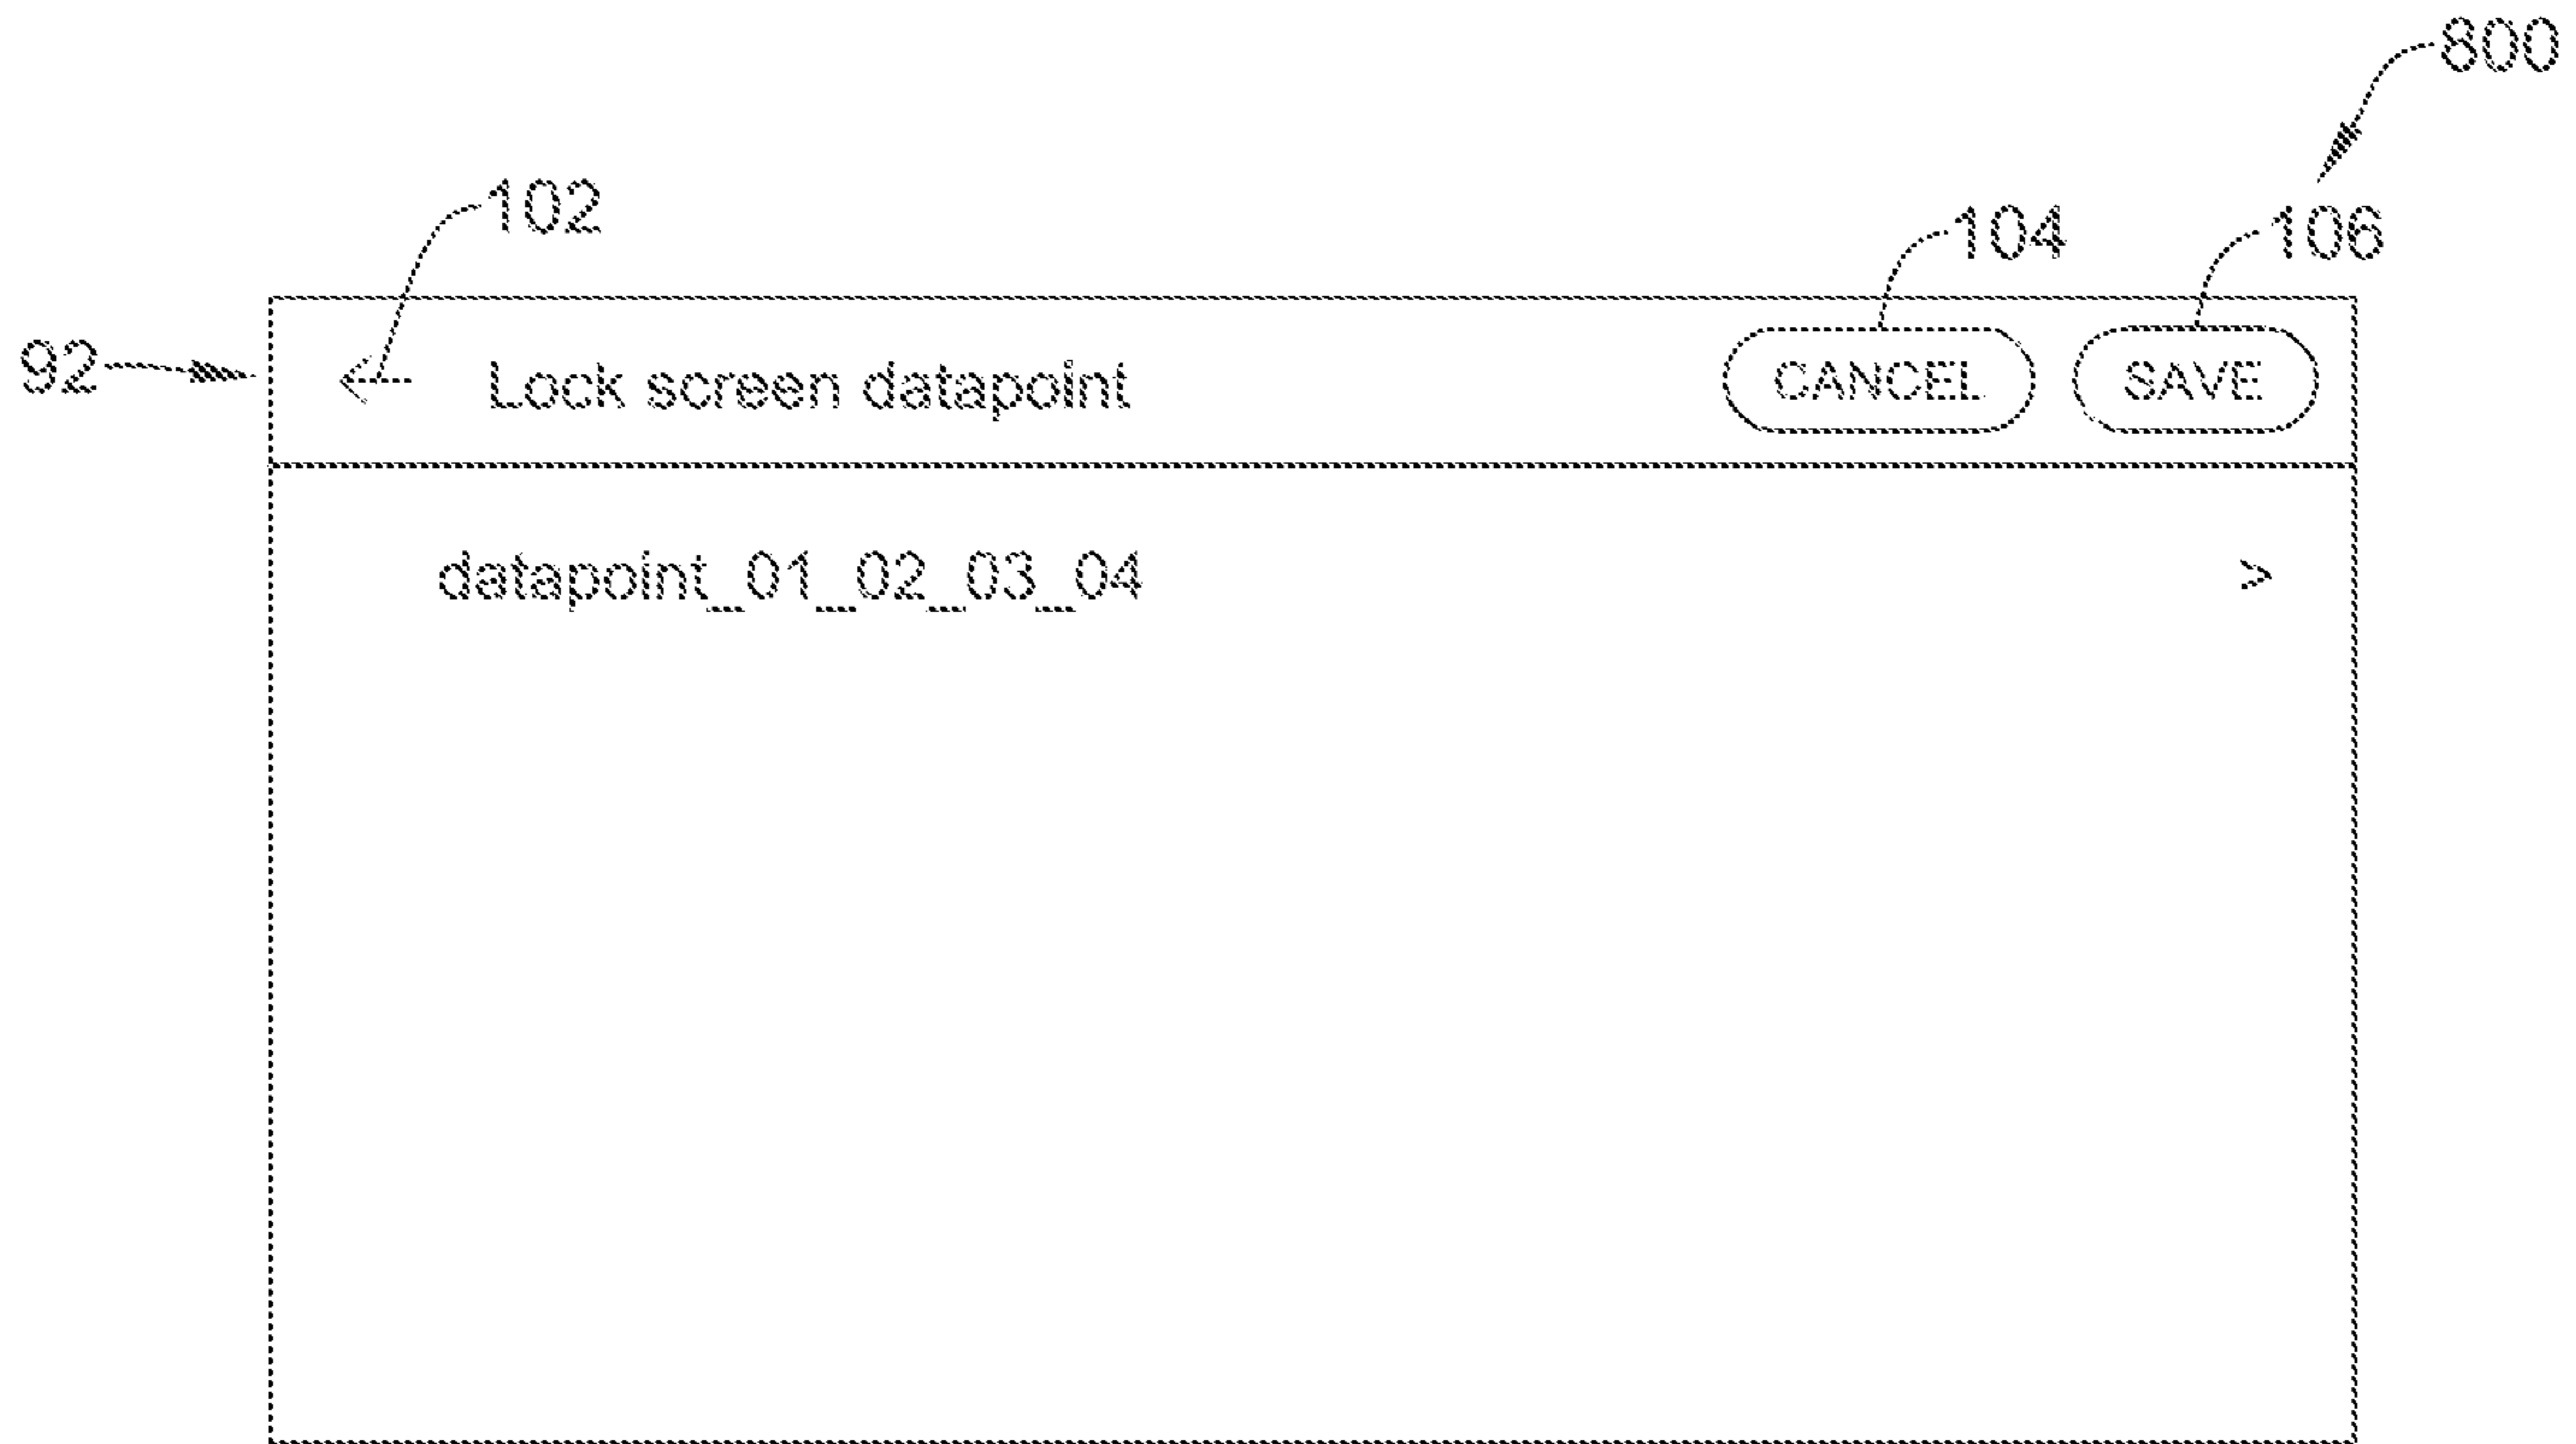 800
102
104 106
92
Lock screen datapoint CANCEL SAVE
datapoint_01_02_03_04 >